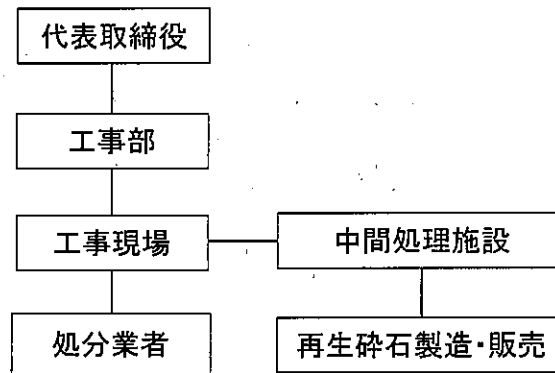 代表取締役
工事部
工事現場
中間処理施設
処分業者
再生砕石製造・販売